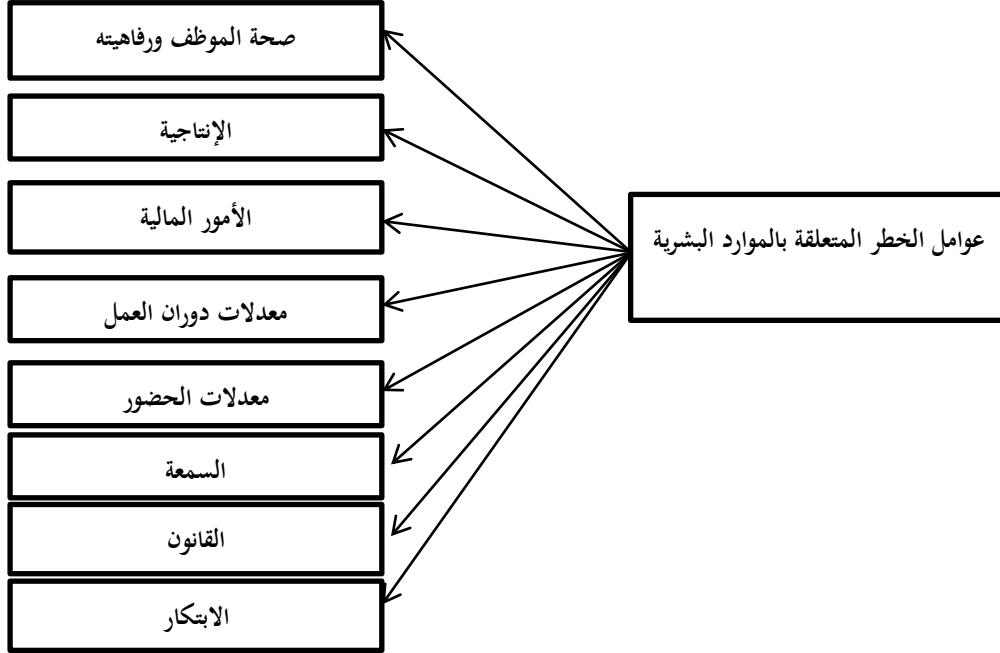 عوامل الخطر المتعلقة بالموارد البشرية
صحة الموظف ورفاهيته
الإنتاجية
الأمور المالية
معدلات دوران العمل
معدلات الحضور
السمعة
القانون
الابتكار